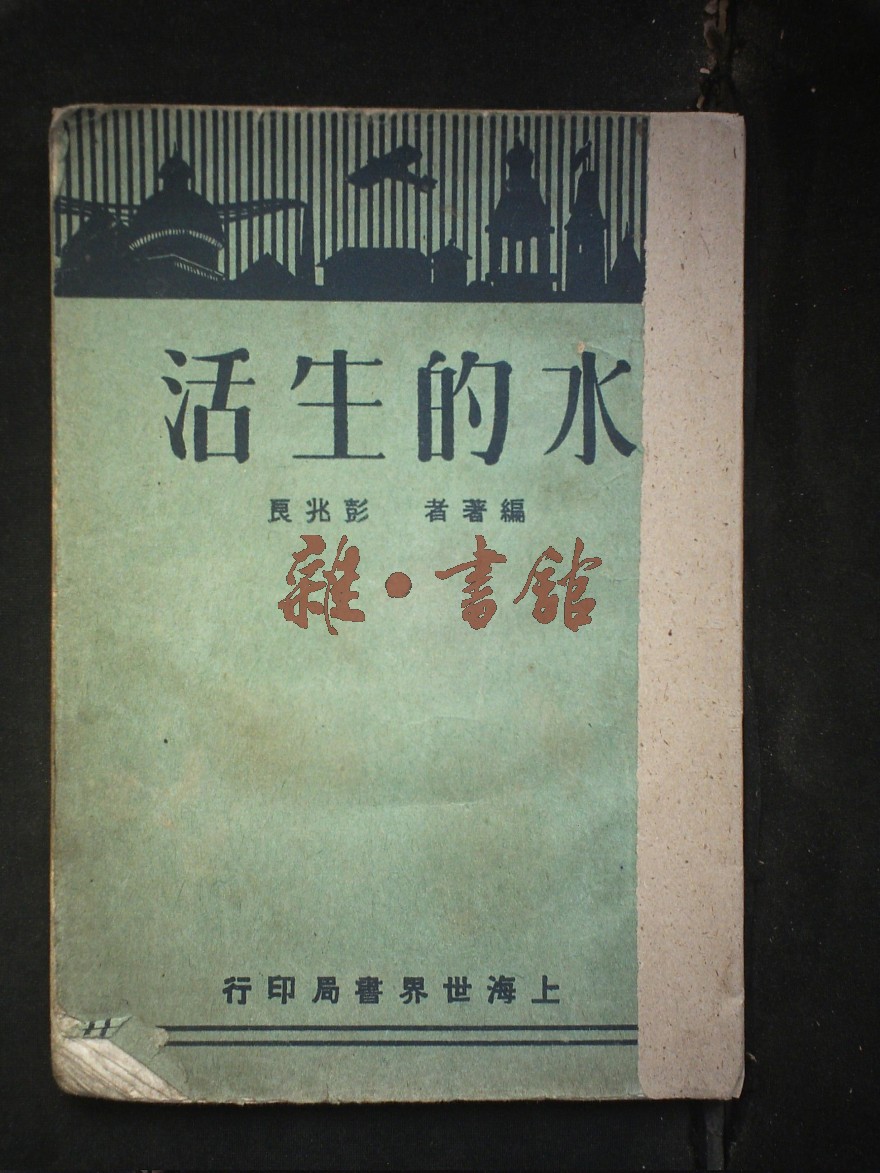 水的生活
編著者 彭兆良
雜·書館
上海世界書局印行